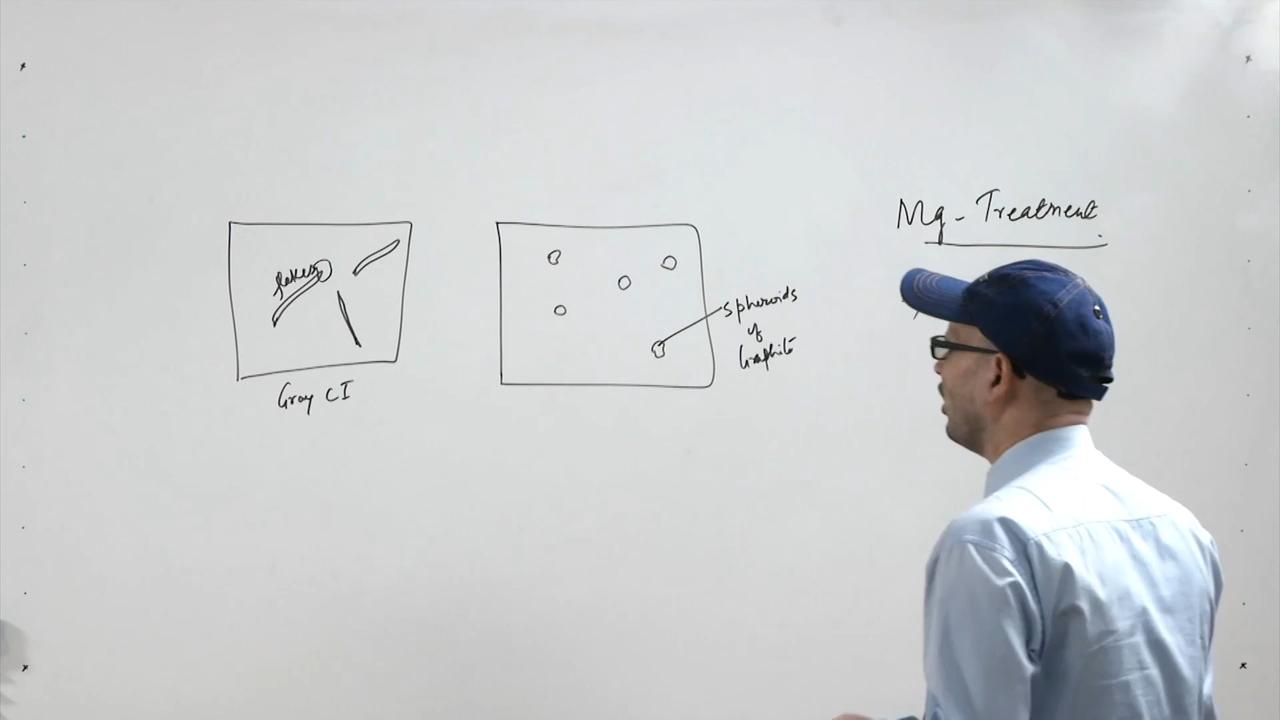 Mg - Treatment
flakes
Spheroids
of
Graphite
Gray CI